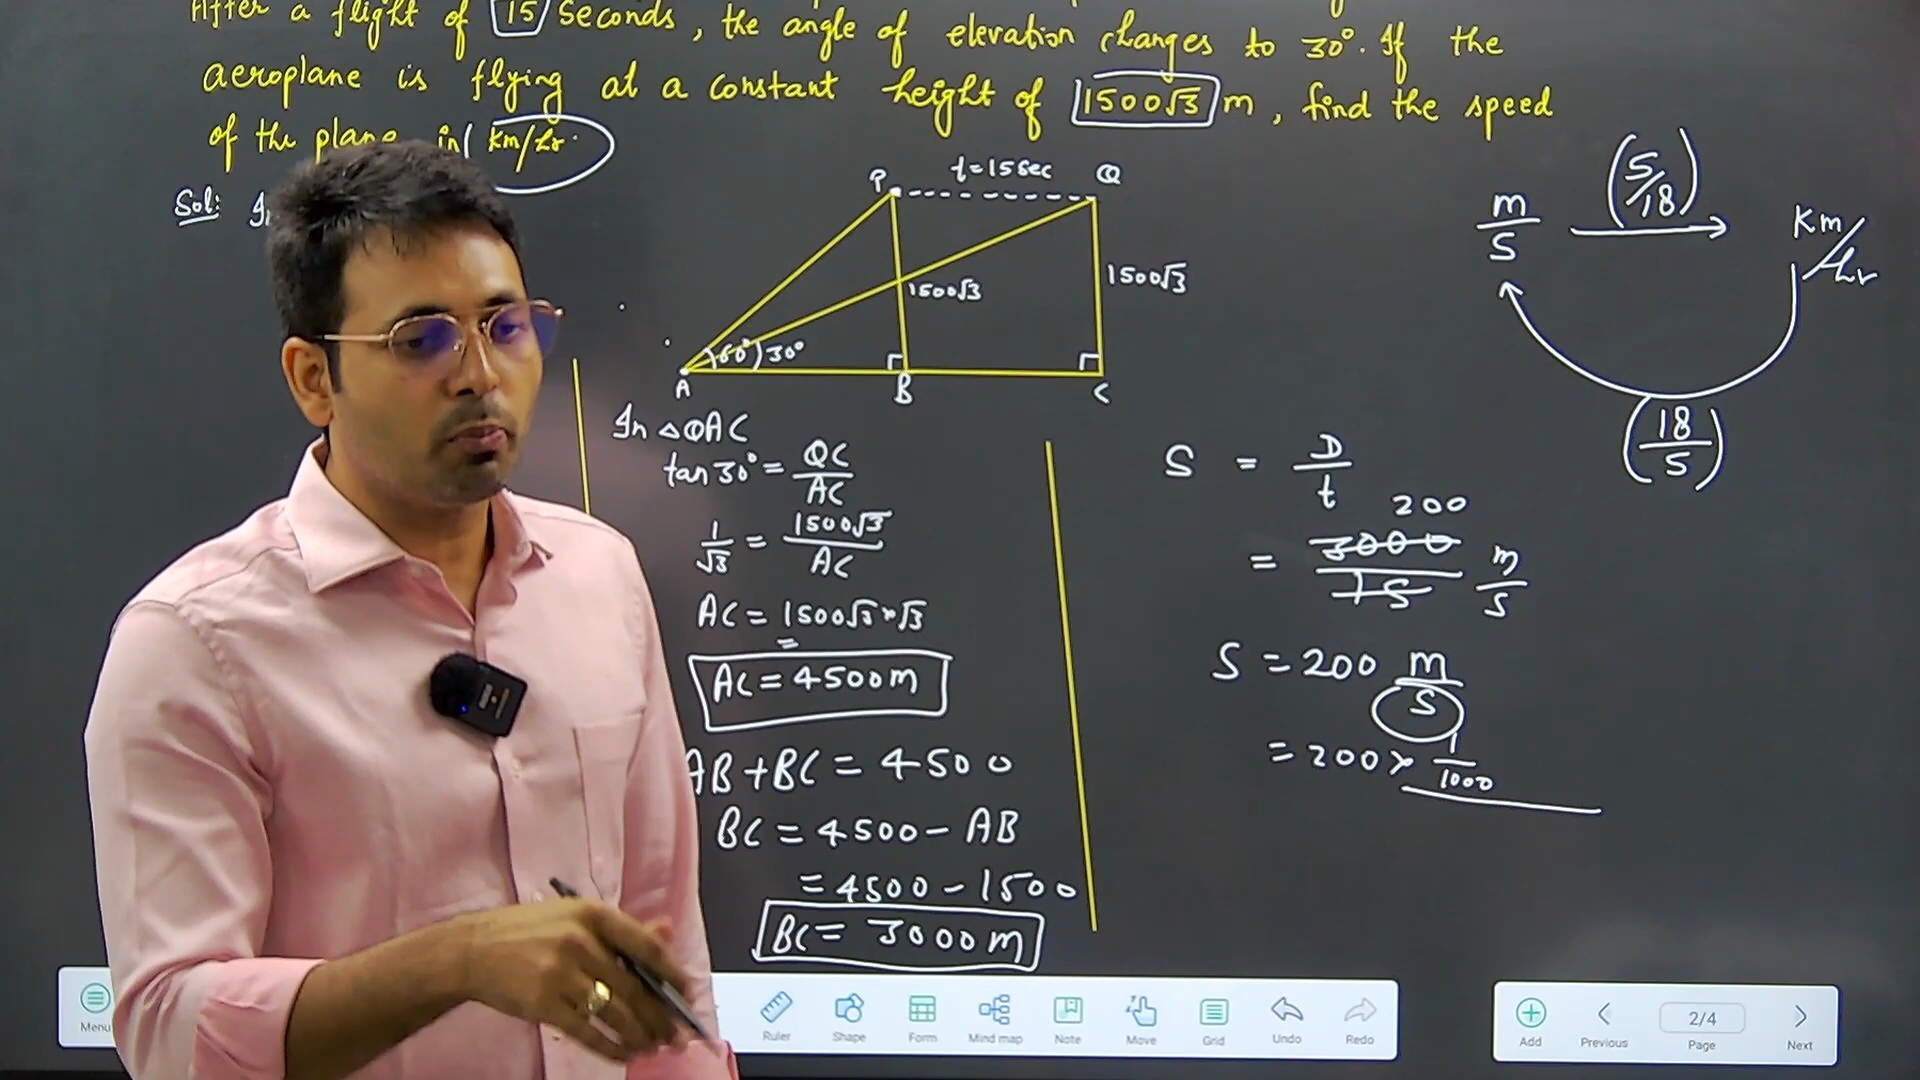 After a flight of 15 seconds, the angle of elevation changes to 30°. If the
aeroplane is flying at a constant height of 1500√3 m, find the speed
of the plane in km/hr.
Sol:
P t=15sec Q
1500√3
1500√3
60° 30°
A B C
In △QAC
tan 30° = QC/AC
1/√3 = 1500√3/AC
AC = 1500√3×√3
AC = 4500m
AB+BC = 4500
BC = 4500 - AB
= 4500 - 1500
BC = 3000m
m/s (5/18) Km/hr
(18/5)
S = D/t
200
= 3000/15 m/s
S = 200 m/s
= 200 × 1/1000
Menu
Ruler Shape Form Mind map Note Move Grid Undo Redo
2/4
Add Previous Page Next